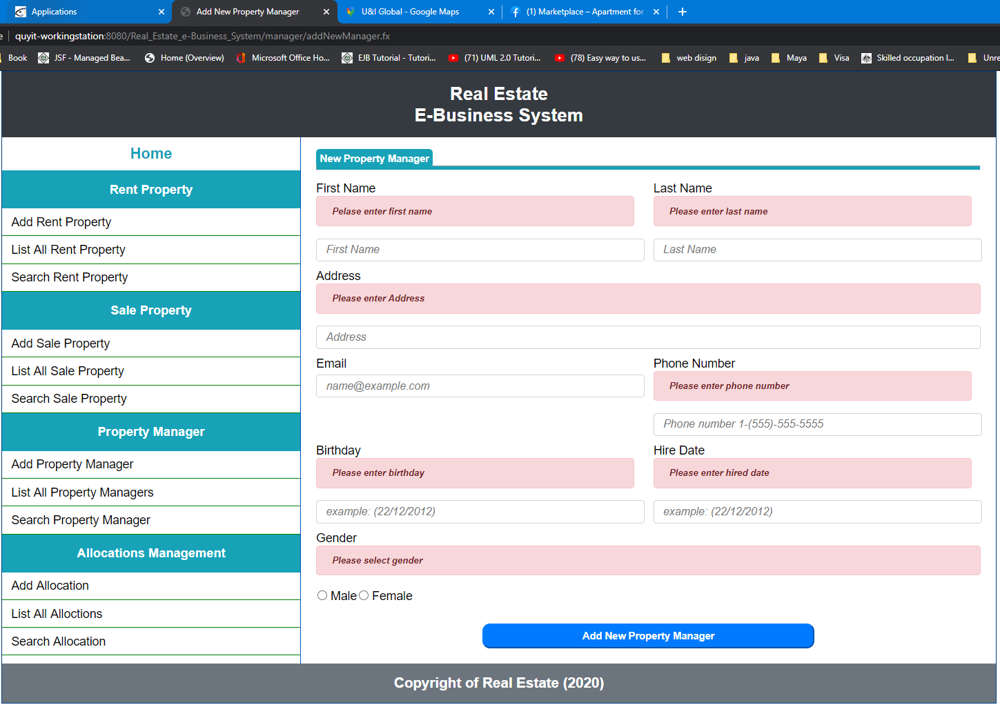 Applications
Add New Property Manager
U&I Global - Google Maps
(1) Marketplace – Apartment for
e
quyit-workingstation:8080/Real_Estate_e-Business_System/manager/addNewManager.fx
Book
JSF - Managed Bea...
Home (Overview)
Microsoft Office Ho...
EJB Tutorial - Tutori...
(71) UML 2.0 Tutori...
(78) Easy way to us...
web disign
java
Maya
Visa
Skilled occupation l...
Unre
Real Estate
E-Business System
Home
Rent Property
Add Rent Property
List All Rent Property
Search Rent Property
Sale Property
Add Sale Property
List All Sale Property
Search Sale Property
Property Manager
Add Property Manager
List All Property Managers
Search Property Manager
Allocations Management
Add Allocation
List All Alloctions
Search Allocation
New Property Manager
First Name
Pelase enter first name
First Name
Last Name
Please enter last name
Last Name
Address
Please enter Address
Address
Email
name@example.com
Phone Number
Please enter phone number
Phone number 1-(555)-555-5555
Birthday
Please enter birthday
example: (22/12/2012)
Hire Date
Please enter hired date
example: (22/12/2012)
Gender
Please select gender
Male
Female
Add New Property Manager
Copyright of Real Estate (2020)